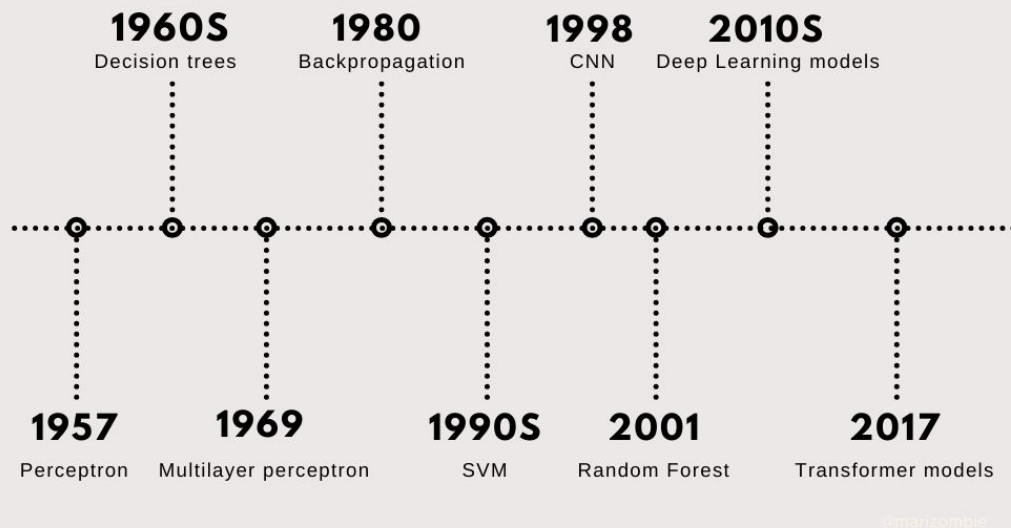 1960S
Decision trees
1980
Backpropagation
1998
CNN
2010S
Deep Learning models
1957
Perceptron
1969
Multilayer perceptron
1990S
SVM
2001
Random Forest
2017
Transformer models
@marizombie